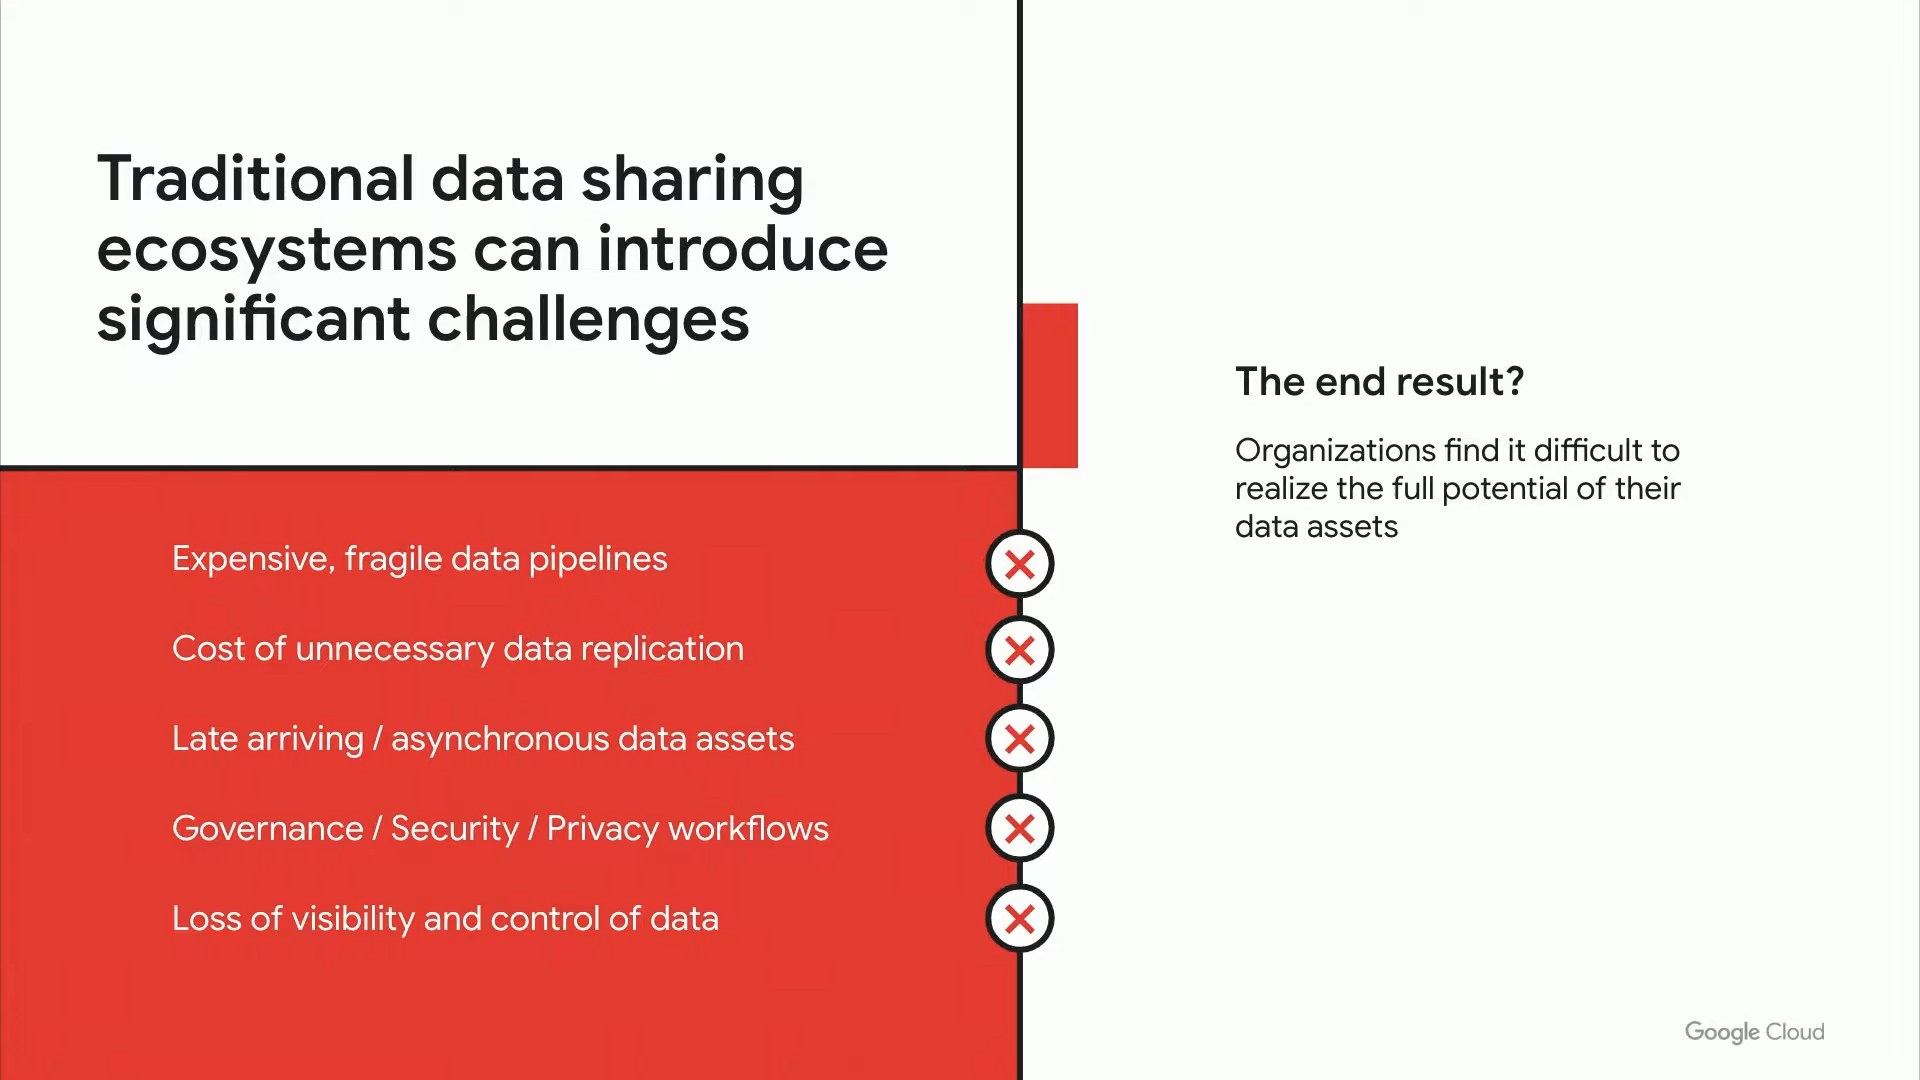 Traditional data sharing
ecosystems can introduce
significant challenges
Expensive, fragile data pipelines
Cost of unnecessary data replication
Late arriving / asynchronous data assets
Governance / Security / Privacy workflows
Loss of visibility and control of data
The end result?
Organizations find it difficult to
realize the full potential of their
data assets
Google Cloud